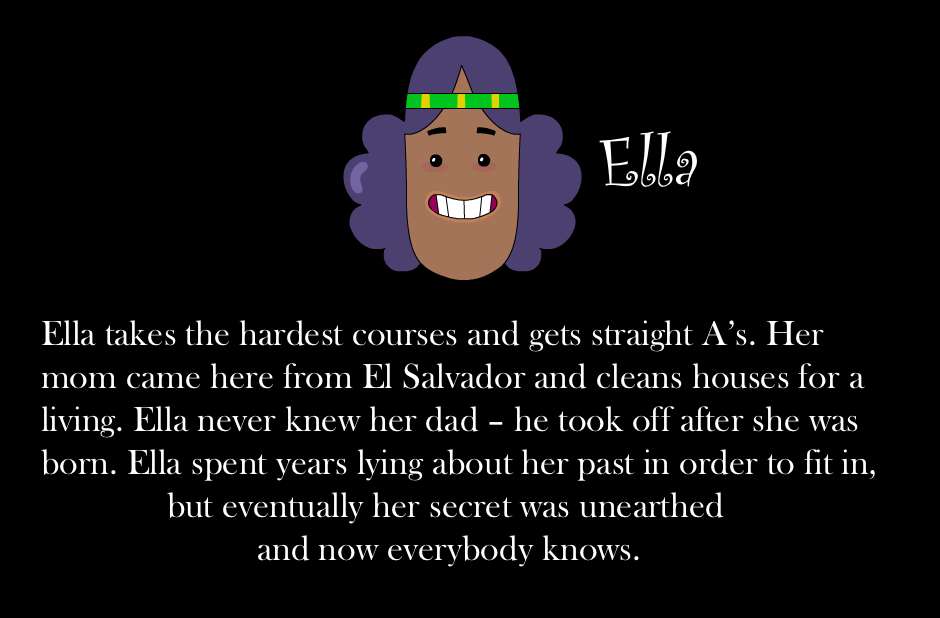 Ella
Ella takes the hardest courses and gets straight A’s. Her
mom came here from El Salvador and cleans houses for a
living. Ella never knew her dad – he took off after she was
born. Ella spent years lying about her past in order to fit in,
but eventually her secret was unearthed
and now everybody knows.